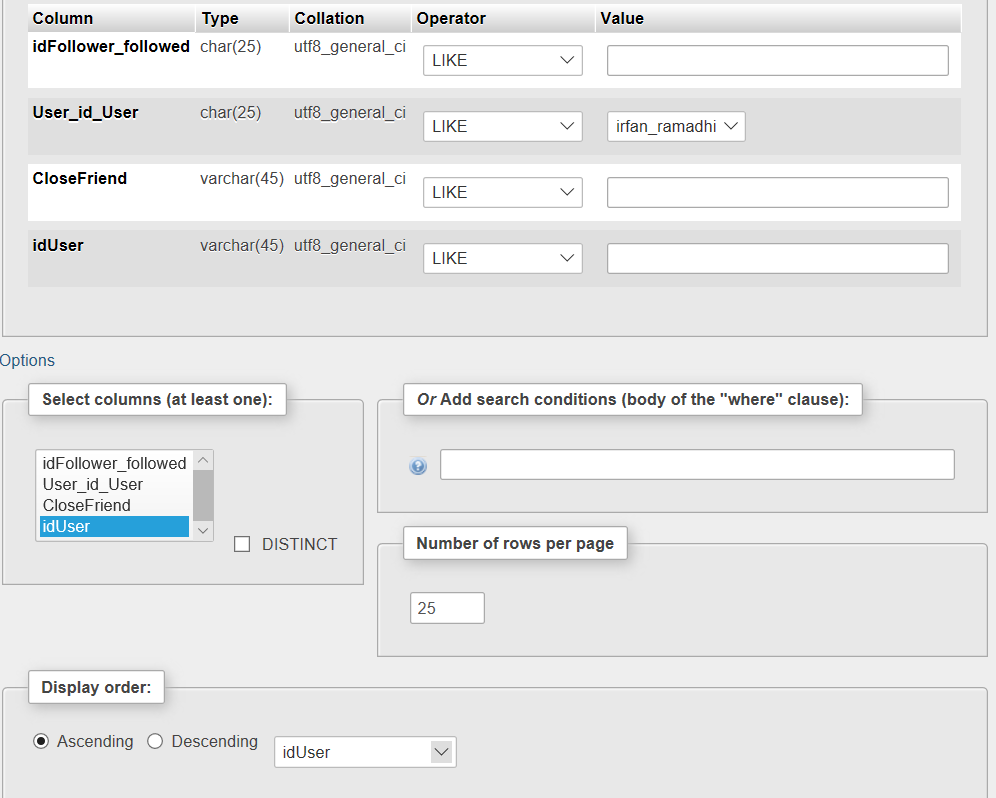 Column Type Collation Operator Value
idFollower_followed char(25) utf8_general_ci LIKE
User_id_User char(25) utf8_general_ci LIKE irfan_ramadhi
CloseFriend varchar(45) utf8_general_ci LIKE
idUser varchar(45) utf8_general_ci LIKE
Options
Select columns (at least one):
idFollower_followed
User_id_User
CloseFriend
idUser
DISTINCT
Or Add search conditions (body of the "where" clause):
?
Number of rows per page
25
Display order:
Ascending Descending idUser